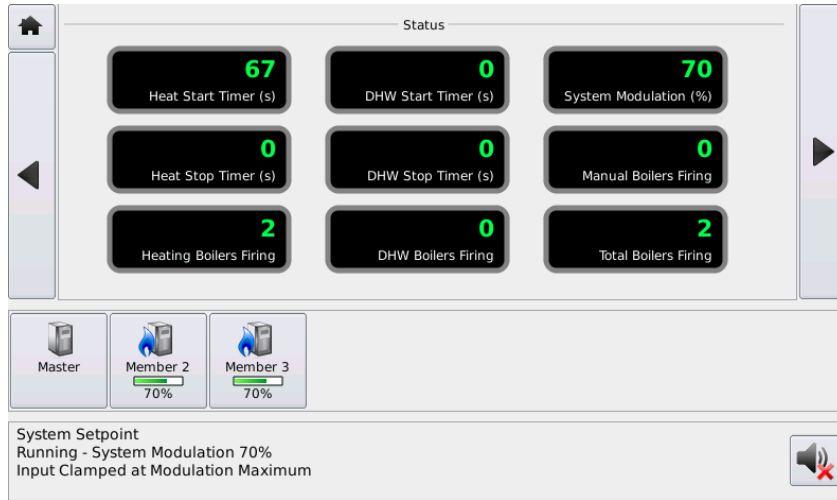 Status
67
Heat Start Timer (s)
0
DHW Start Timer (s)
70
System Modulation (%)
0
Heat Stop Timer (s)
0
DHW Stop Timer (s)
0
Manual Boilers Firing
2
Heating Boilers Firing
0
DHW Boilers Firing
2
Total Boilers Firing
Master
Member 2
70%
Member 3
70%
System Setpoint
Running - System Modulation 70%
Input Clamped at Modulation Maximum